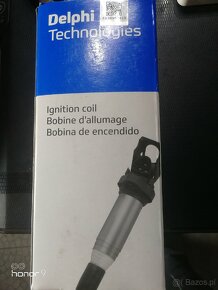 Delphi
Technologies
Ignition coil
Bobine d'allumage
Bobina de encendido
honor 9
Bazos.pl